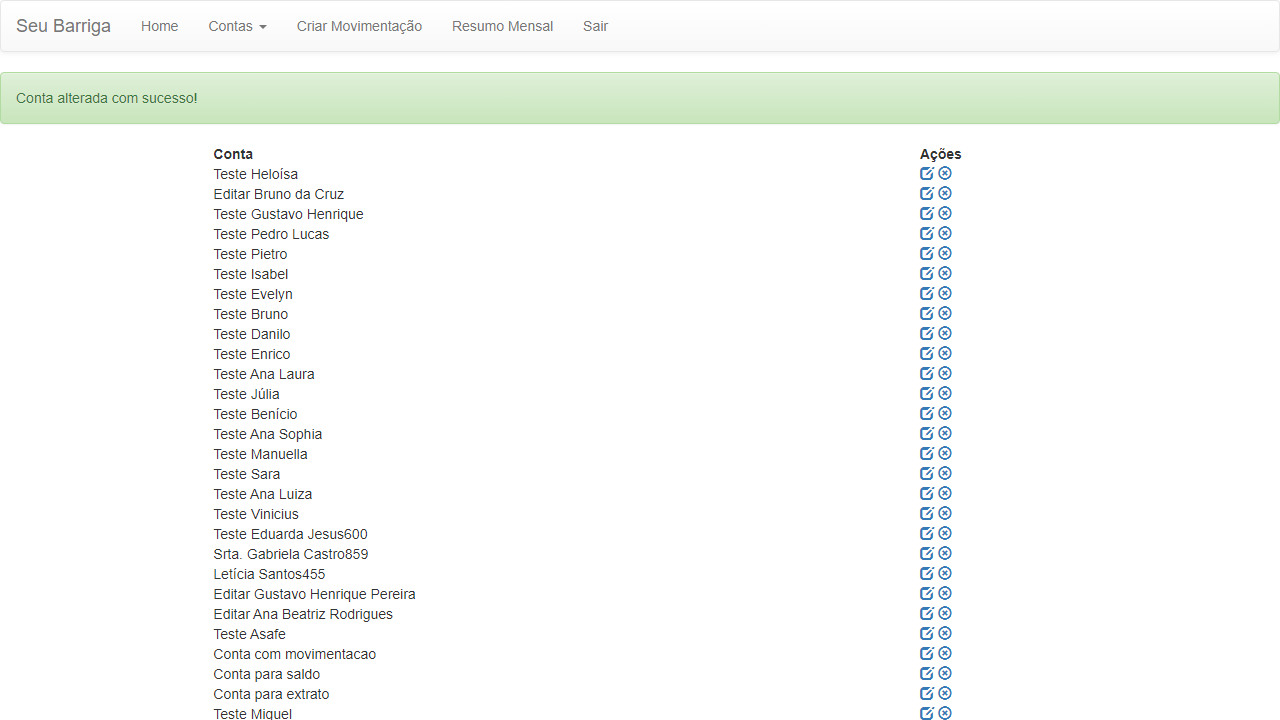 Seu Barriga Home Contas Criar Movimentação Resumo Mensal Sair
Conta alterada com sucesso!
Conta Ações
Teste Heloísa
Editar Bruno da Cruz
Teste Gustavo Henrique
Teste Pedro Lucas
Teste Pietro
Teste Isabel
Teste Evelyn
Teste Bruno
Teste Danilo
Teste Enrico
Teste Ana Laura
Teste Júlia
Teste Benício
Teste Ana Sophia
Teste Manuella
Teste Sara
Teste Ana Luiza
Teste Vinicius
Teste Eduarda Jesus600
Srta. Gabriela Castro859
Letícia Santos455
Editar Gustavo Henrique Pereira
Editar Ana Beatriz Rodrigues
Teste Asafe
Conta com movimentacao
Conta para saldo
Conta para extrato
Teste Miguel